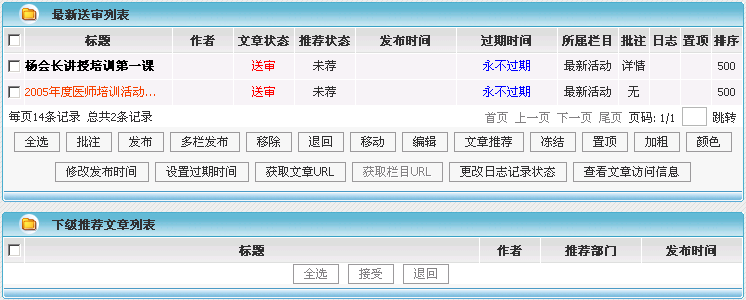 最新送审列表
标题 作者 文章状态 推荐状态 发布时间 过期时间 所属栏目 批注 日志 置顶 排序
杨会长讲授培训第一课 送审 未荐 永不过期 最新活动 详情 500
2005年度医师培训活动... 送审 未荐 永不过期 最新活动 无 500
每页14条记录 总共2条记录 首页 上一页 下一页 尾页 页码: 1/1 跳转
全选 批注 发布 多栏发布 移除 退回 移动 编辑 文章推荐 冻结 置顶 加粗 颜色
修改发布时间 设置过期时间 获取文章URL 获取栏目URL 更改日志记录状态 查看文章访问信息
下级推荐文章列表
标题 作者 推荐部门 发布时间
全选 接受 退回